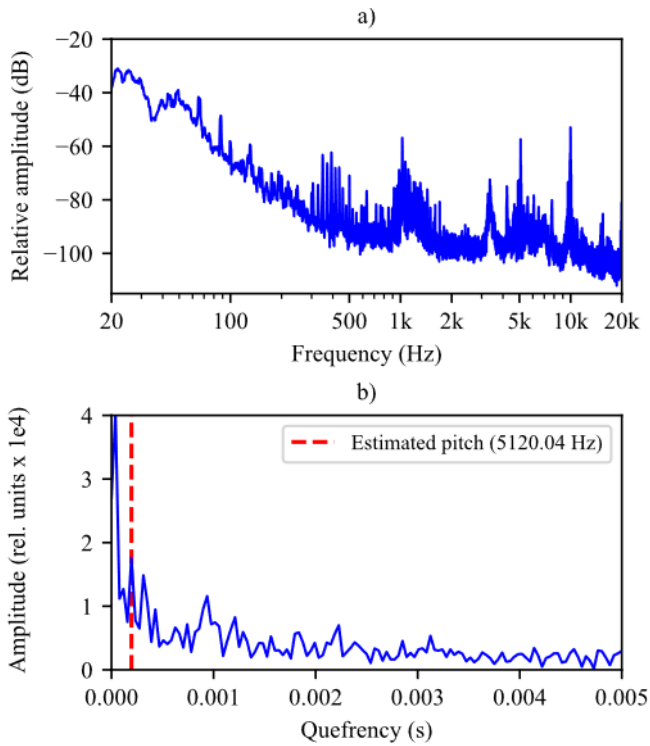 a)
Relative amplitude (dB)
−20
−40
−60
−80
−100
20
100
500
1k
2k
5k
10k
20k
Frequency (Hz)
b)
Amplitude (rel. units x 1e4)
4
3
2
1
0
Estimated pitch (5120.04 Hz)
0.000
0.001
0.002
0.003
0.004
0.005
Quefrency (s)